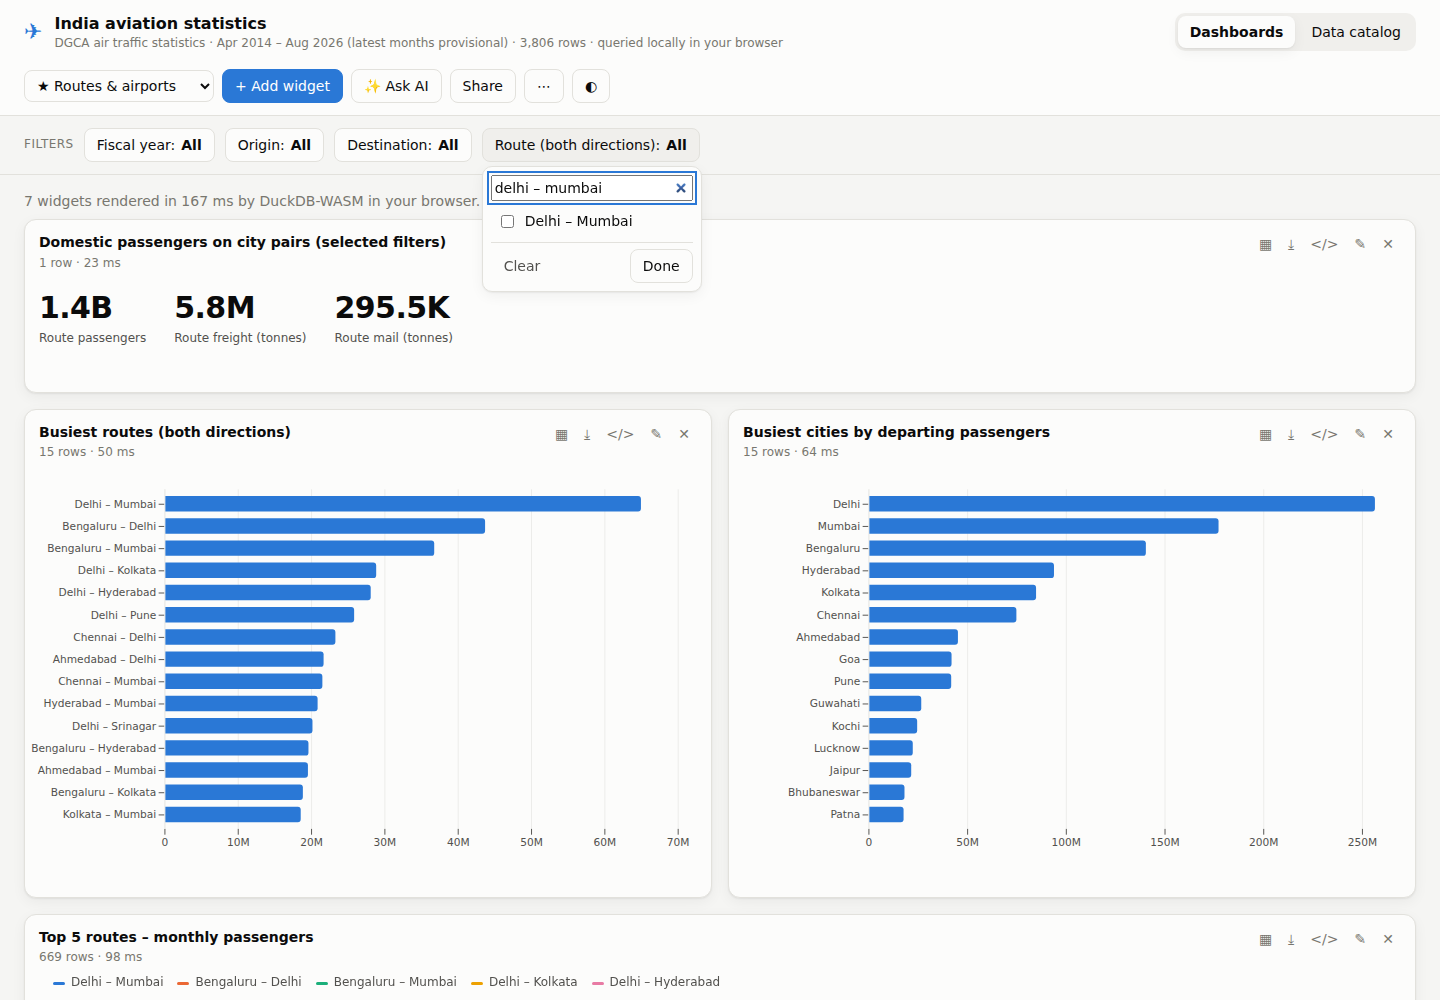 India aviation statistics
DGCA air traffic statistics · Apr 2014 – Aug 2026 (latest months provisional) · 3,806 rows · queried locally in your browser
Dashboards
Data catalog
★ Routes & airports
+ Add widget
✨ Ask AI
Share
⋯
FILTERS
Fiscal year: All
Origin: All
Destination: All
Route (both directions): All
delhi – mumbai
Delhi – Mumbai
Clear
Done
7 widgets rendered in 167 ms by DuckDB-WASM in your browser.
Domestic passengers on city pairs (selected filters)
1 row · 23 ms
</>
1.4B
Route passengers
5.8M
Route freight (tonnes)
295.5K
Route mail (tonnes)
Busiest routes (both directions)
15 rows · 50 ms
</>
Delhi – Mumbai
Bengaluru – Delhi
Bengaluru – Mumbai
Delhi – Kolkata
Delhi – Hyderabad
Delhi – Pune
Chennai – Delhi
Ahmedabad – Delhi
Chennai – Mumbai
Hyderabad – Mumbai
Delhi – Srinagar
Bengaluru – Hyderabad
Ahmedabad – Mumbai
Bengaluru – Kolkata
Kolkata – Mumbai
0 10M 20M 30M 40M 50M 60M 70M
Busiest cities by departing passengers
15 rows · 64 ms
</>
Delhi
Mumbai
Bengaluru
Hyderabad
Kolkata
Chennai
Ahmedabad
Goa
Pune
Guwahati
Kochi
Lucknow
Jaipur
Bhubaneswar
Patna
0 50M 100M 150M 200M 250M
Top 5 routes – monthly passengers
669 rows · 98 ms
</>
Delhi – Mumbai Bengaluru – Delhi Bengaluru – Mumbai Delhi – Kolkata Delhi – Hyderabad